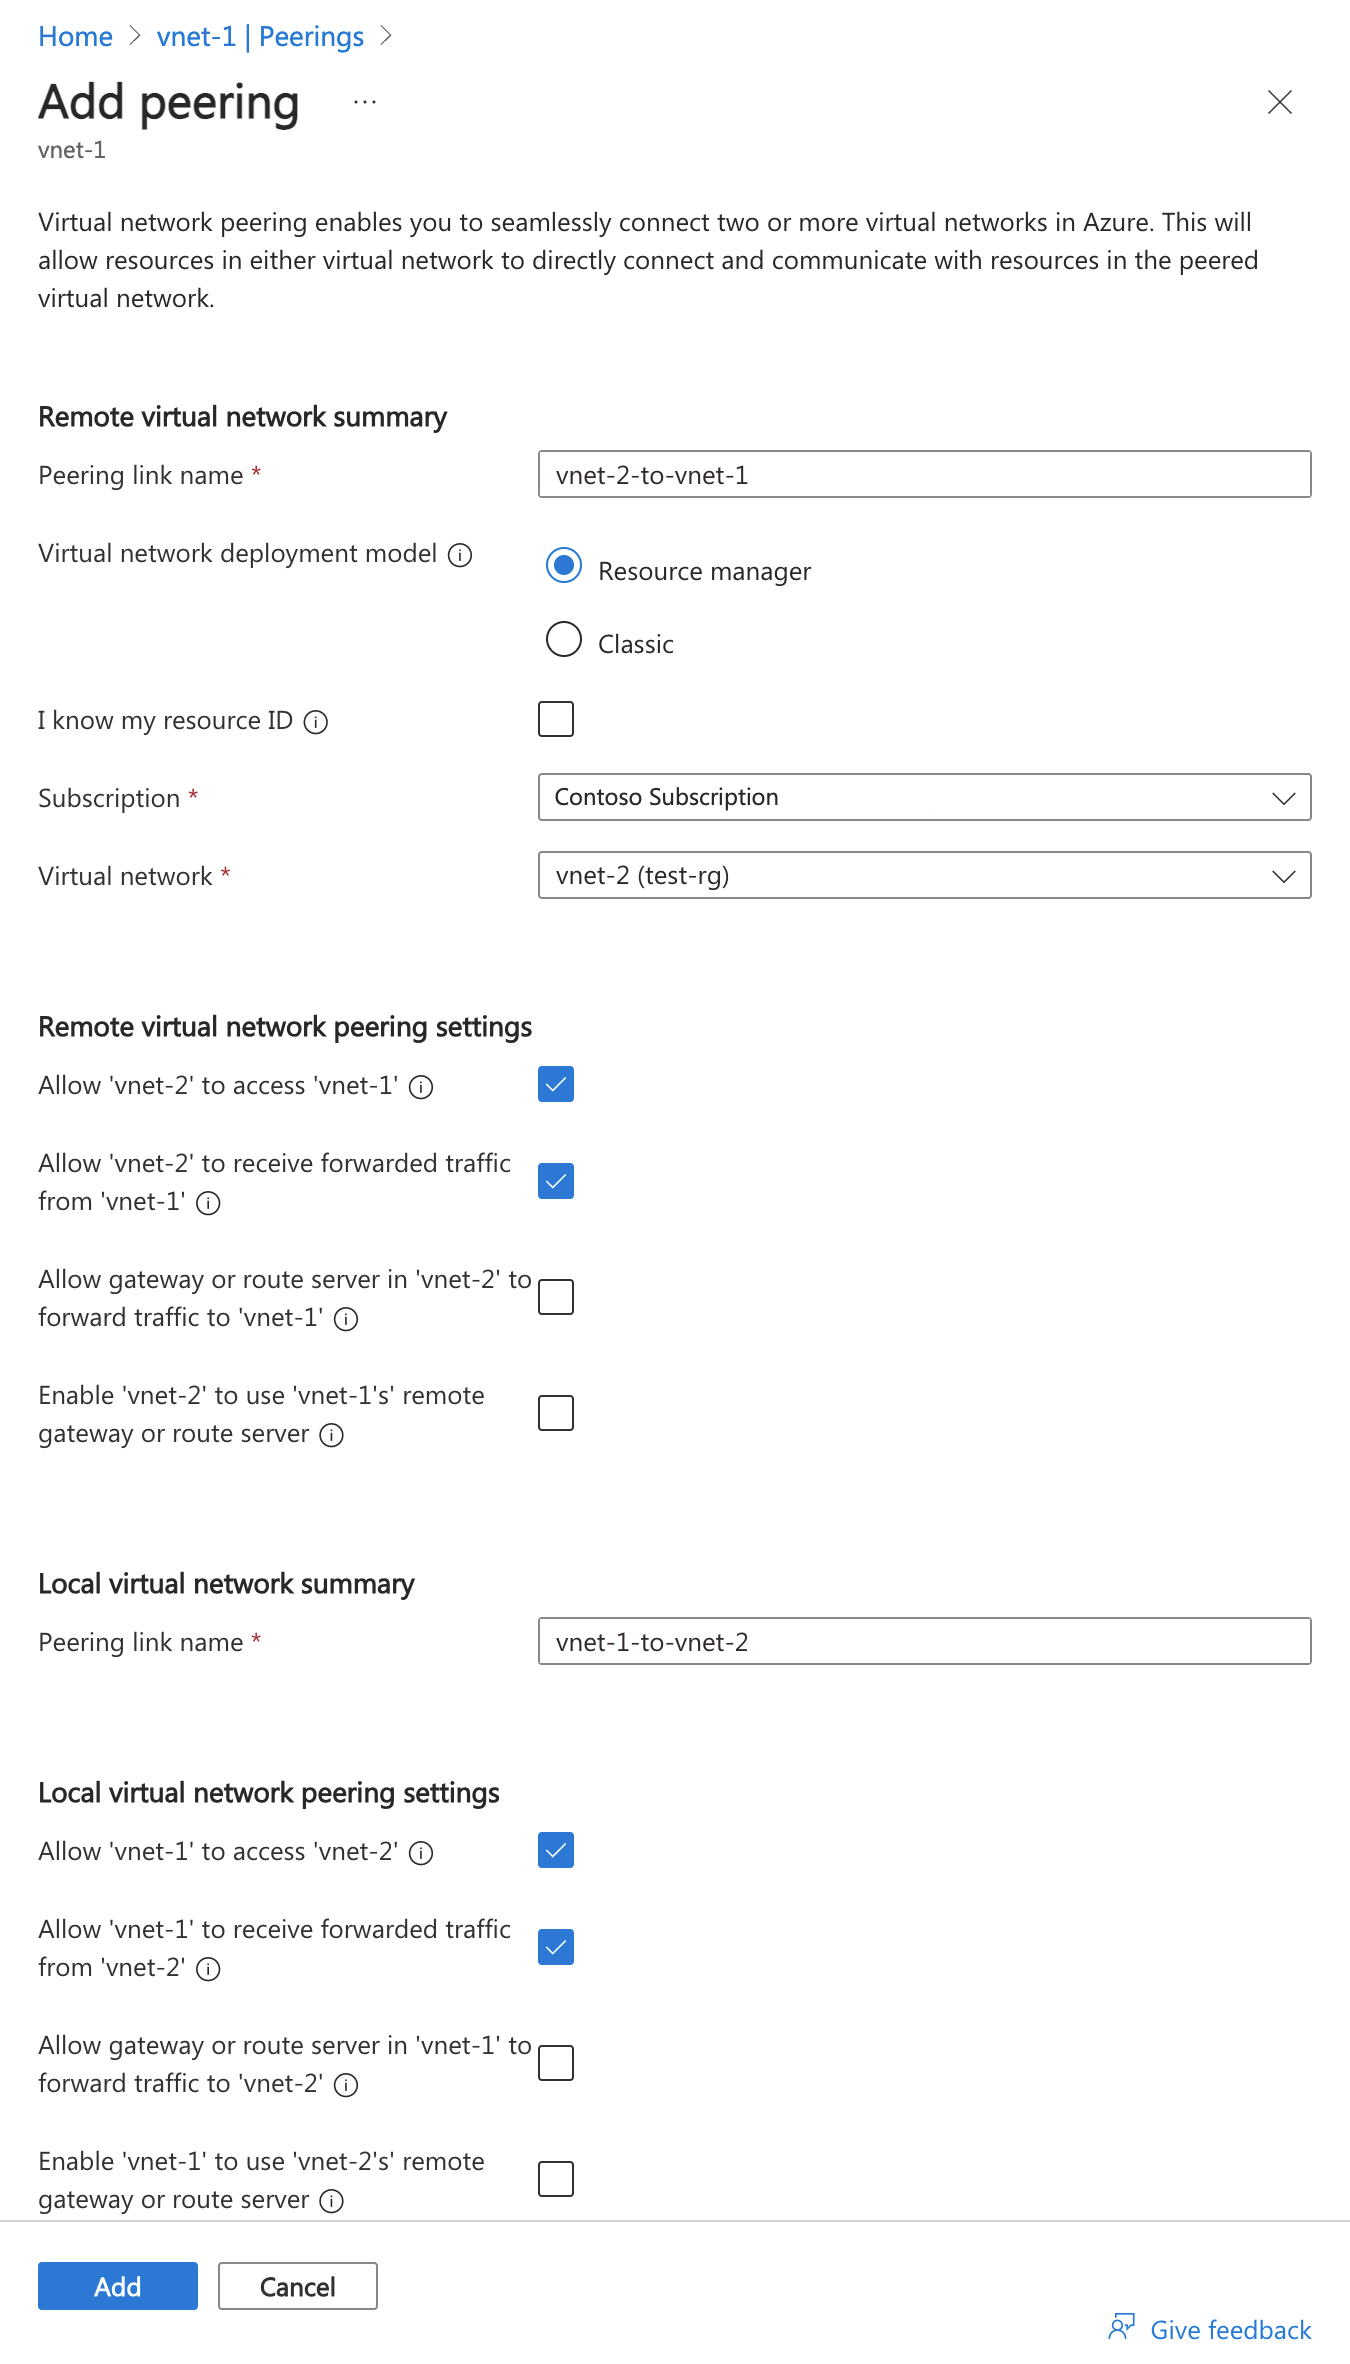 Home > vnet-1 | Peerings >
Add peering ...
vnet-1
Virtual network peering enables you to seamlessly connect two or more virtual networks in Azure. This will
allow resources in either virtual network to directly connect and communicate with resources in the peered
virtual network.
Remote virtual network summary
Peering link name * vnet-2-to-vnet-1
Virtual network deployment model
Resource manager
Classic
I know my resource ID
Subscription * Contoso Subscription
Virtual network * vnet-2 (test-rg)
Remote virtual network peering settings
Allow 'vnet-2' to access 'vnet-1'
Allow 'vnet-2' to receive forwarded traffic
from 'vnet-1'
Allow gateway or route server in 'vnet-2' to
forward traffic to 'vnet-1'
Enable 'vnet-2' to use 'vnet-1's' remote
gateway or route server
Local virtual network summary
Peering link name * vnet-1-to-vnet-2
Local virtual network peering settings
Allow 'vnet-1' to access 'vnet-2'
Allow 'vnet-1' to receive forwarded traffic
from 'vnet-2'
Allow gateway or route server in 'vnet-1' to
forward traffic to 'vnet-2'
Enable 'vnet-1' to use 'vnet-2's' remote
gateway or route server
Add Cancel
Give feedback